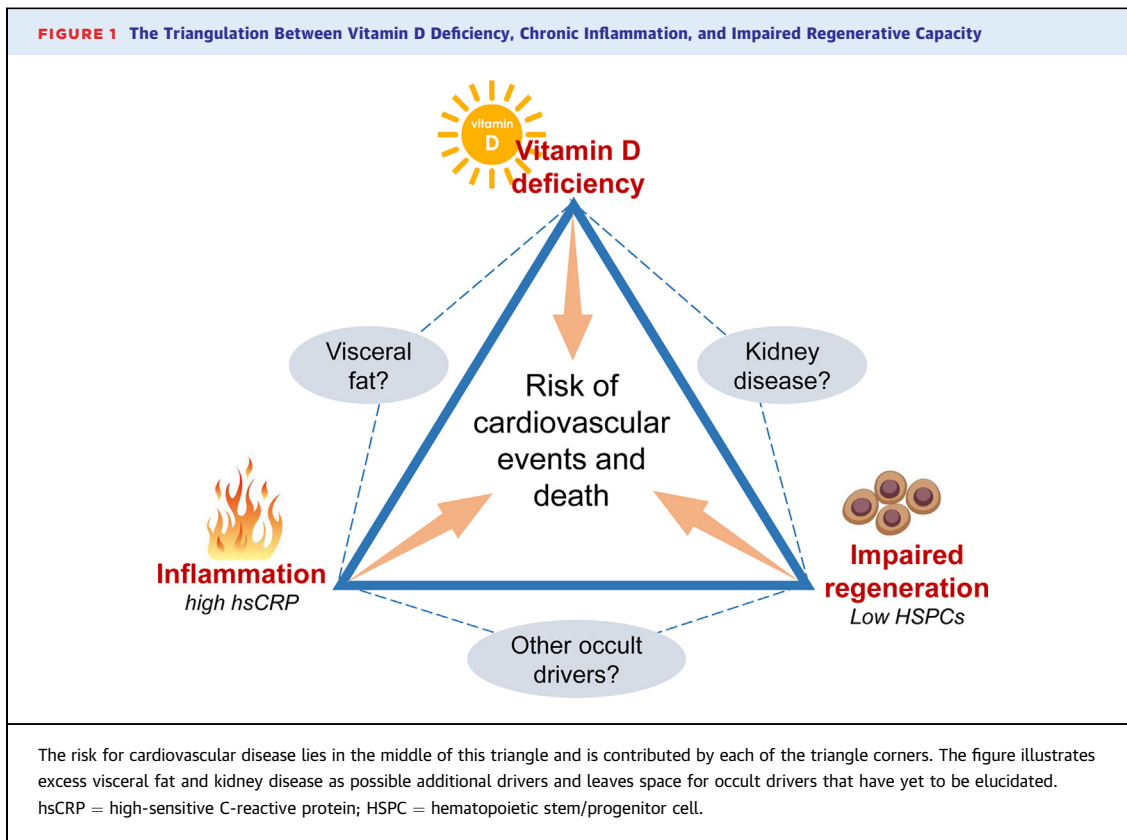 FIGURE 1 The Triangulation Between Vitamin D Deficiency, Chronic Inflammation, and Impaired Regenerative Capacity
vitamin
D
Vitamin D
deficiency
Visceral
fat?
Kidney
disease?
Risk of
cardiovascular
events and
death
Inflammation
high hsCRP
Impaired
regeneration
Low HSPCs
Other occult
drivers?
The risk for cardiovascular disease lies in the middle of this triangle and is contributed by each of the triangle corners. The figure illustrates
excess visceral fat and kidney disease as possible additional drivers and leaves space for occult drivers that have yet to be elucidated.
hsCRP = high-sensitive C-reactive protein; HSPC = hematopoietic stem/progenitor cell.